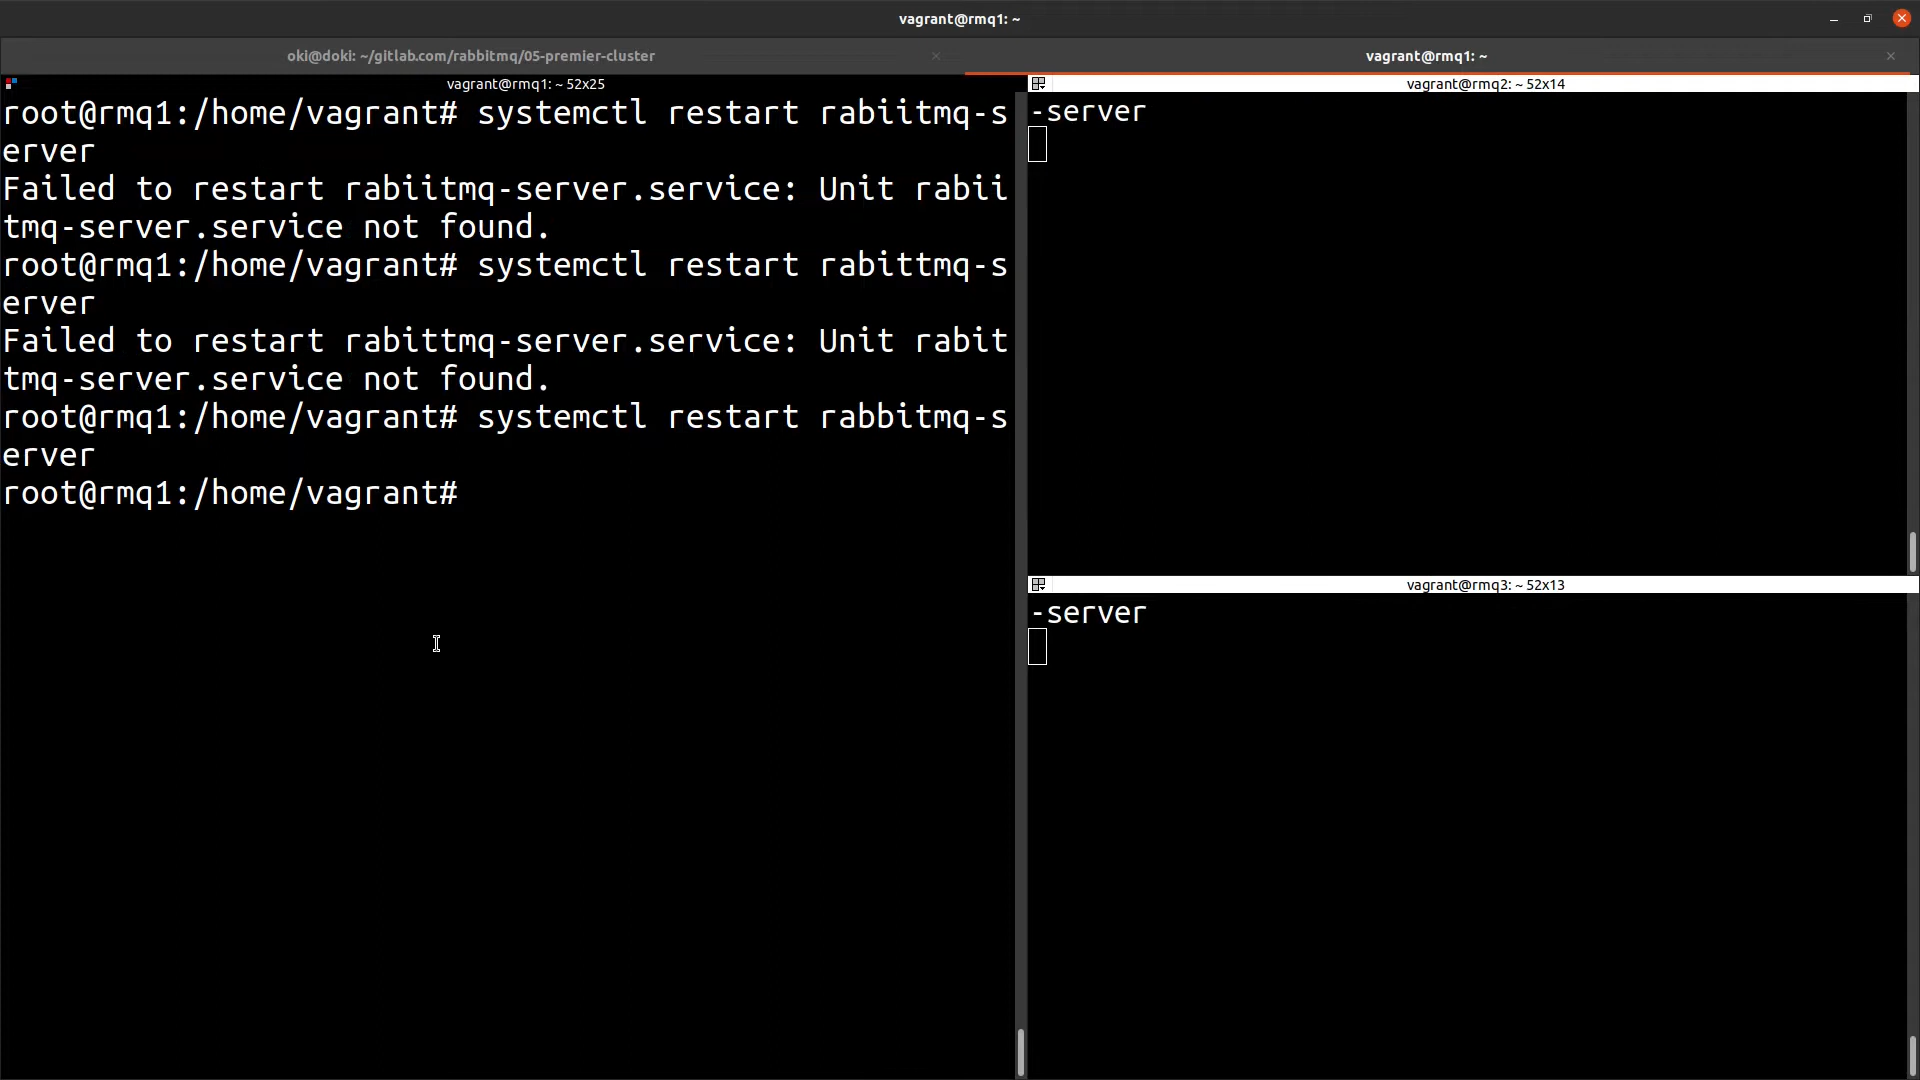 vagrant@rmq1: ~
oki@doki: ~/gitlab.com/rabbitmq/05-premier-cluster
vagrant@rmq1: ~
vagrant@rmq1: ~ 52x25
root@rmq1:/home/vagrant# systemctl restart rabiitmq-s
erver
Failed to restart rabiitmq-server.service: Unit rabii
tmq-server.service not found.
root@rmq1:/home/vagrant# systemctl restart rabittmq-s
erver
Failed to restart rabittmq-server.service: Unit rabit
tmq-server.service not found.
root@rmq1:/home/vagrant# systemctl restart rabbitmq-s
erver
root@rmq1:/home/vagrant#
vagrant@rmq2: ~ 52x14
-server
vagrant@rmq3: ~ 52x13
-server